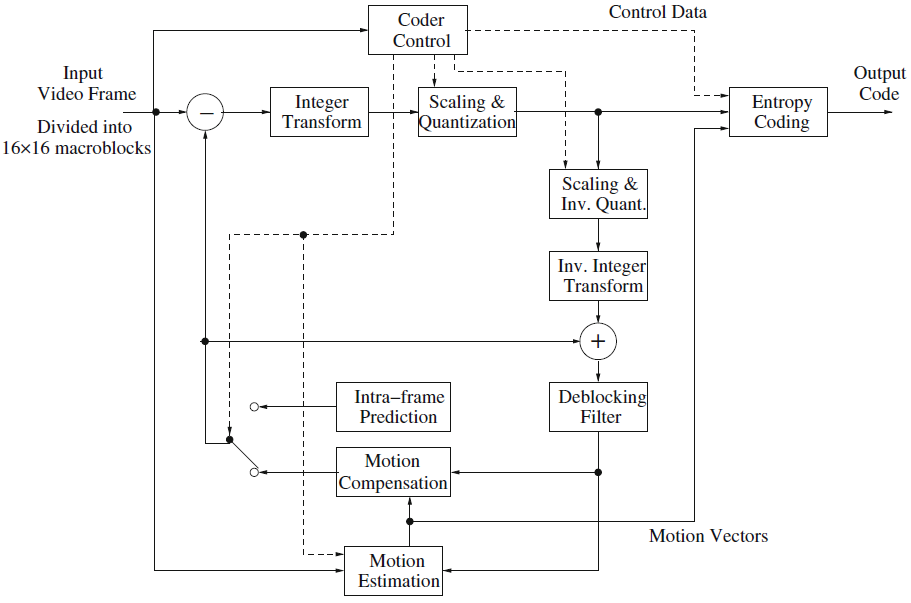 Coder
Control
Control Data
Input
Video Frame
Divided into
16×16 macroblocks
−
Integer
Transform
Scaling &
Quantization
Entropy
Coding
Output
Code
Scaling &
Inv. Quant.
Inv. Integer
Transform
+
Intra−frame
Prediction
Deblocking
Filter
Motion
Compensation
Motion Vectors
Motion
Estimation